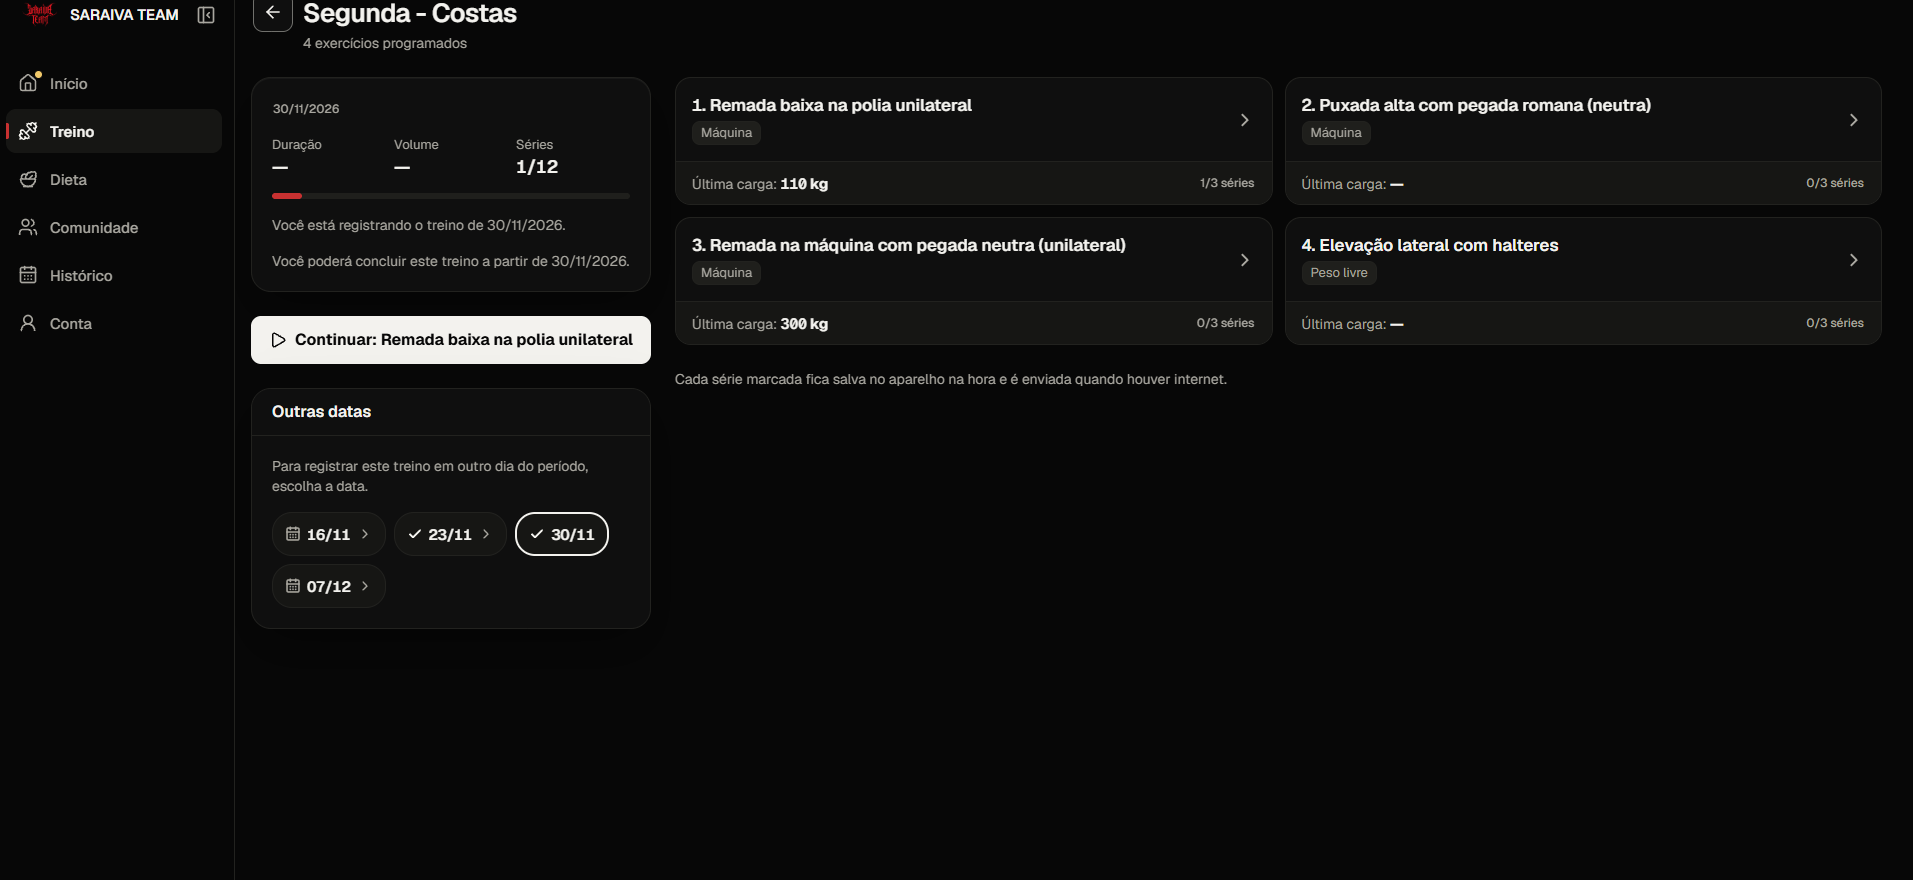 SARAIVA TEAM
Início
Treino
Dieta
Comunidade
Histórico
Conta
Segunda - Costas
4 exercícios programados
30/11/2026
Duração
—
Volume
—
Séries
1/12
Você está registrando o treino de 30/11/2026.
Você poderá concluir este treino a partir de 30/11/2026.
Continuar: Remada baixa na polia unilateral
Outras datas
Para registrar este treino em outro dia do período,
escolha a data.
16/11
23/11
30/11
07/12
1. Remada baixa na polia unilateral
Máquina
Última carga: 110 kg
1/3 séries
2. Puxada alta com pegada romana (neutra)
Máquina
Última carga: —
0/3 séries
3. Remada na máquina com pegada neutra (unilateral)
Máquina
Última carga: 300 kg
0/3 séries
4. Elevação lateral com halteres
Peso livre
Última carga: —
0/3 séries
Cada série marcada fica salva no aparelho na hora e é enviada quando houver internet.